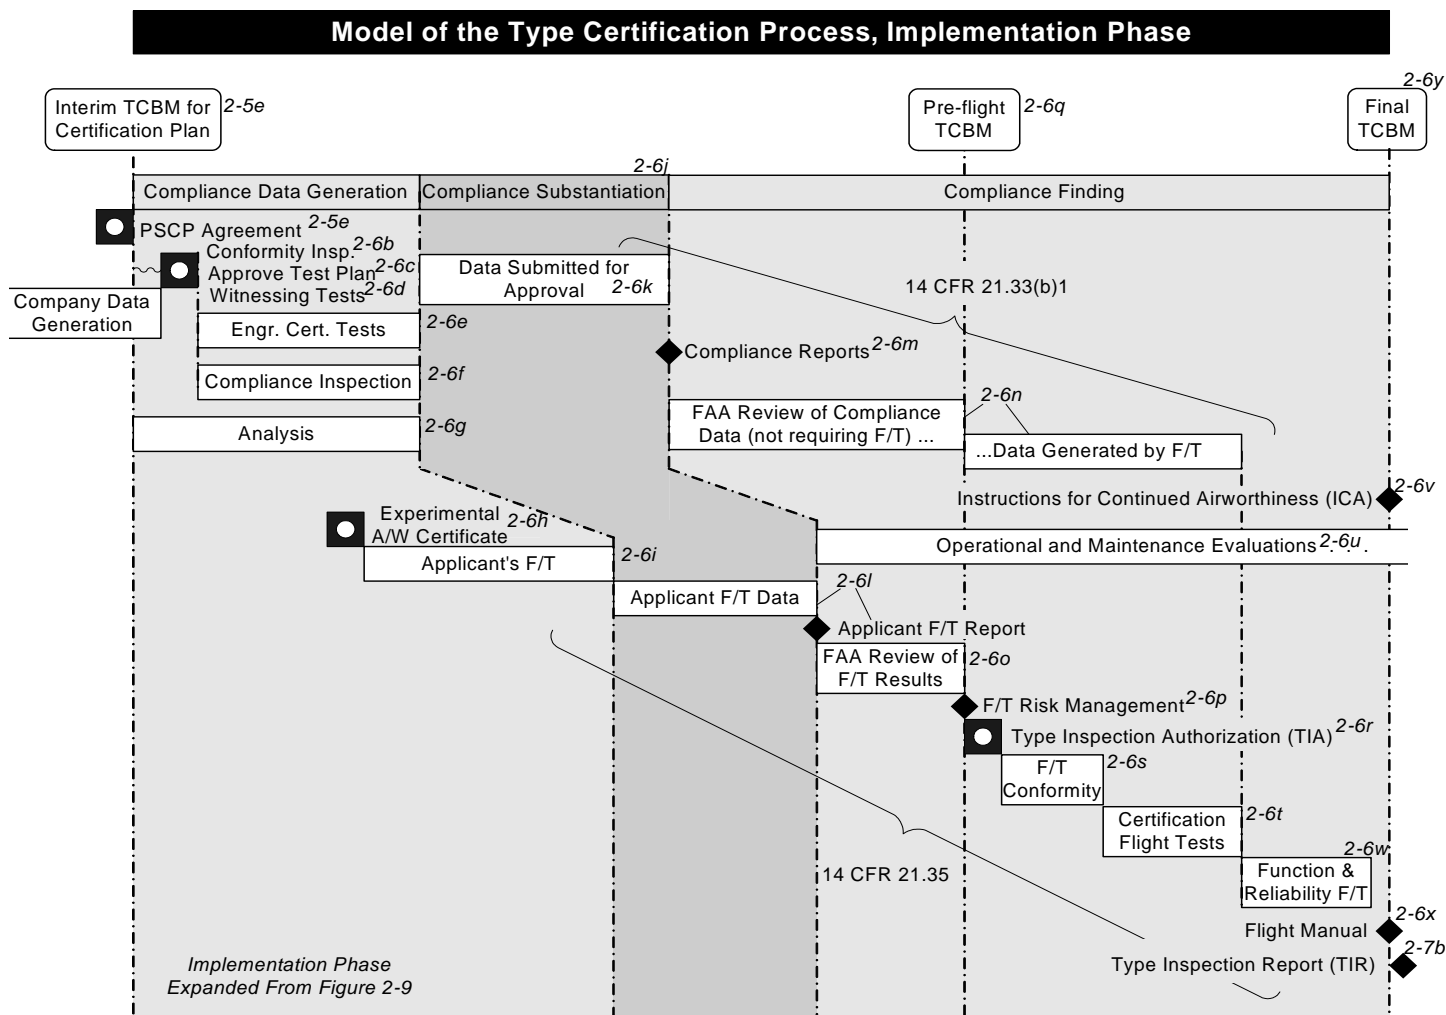 Model of the Type Certification Process, Implementation Phase
2-6y
Interim TCBM for
Certification Plan
2-5e
Pre-flight
TCBM
2-6q
Final
TCBM
2-6j
Compliance Data Generation
Compliance Substantiation
Compliance Finding
PSCP Agreement 2-5e
Conformity Insp. 2-6b
Approve Test Plan 2-6c
Witnessing Tests 2-6d
Company Data
Generation
Data Submitted for
Approval 2-6k
14 CFR 21.33(b)1
Engr. Cert. Tests 2-6e
Compliance Reports 2-6m
Compliance Inspection 2-6f
2-6n
Analysis 2-6g
FAA Review of Compliance
Data (not requiring F/T) ...
...Data Generated by F/T
Instructions for Continued Airworthiness (ICA) 2-6v
Experimental
A/W Certificate 2-6h
Operational and Maintenance Evaluations 2-6u . . .
Applicant's F/T 2-6i
Applicant F/T Data 2-6l
Applicant F/T Report
FAA Review of
F/T Results
2-6o
F/T Risk Management 2-6p
Type Inspection Authorization (TIA) 2-6r
F/T
Conformity
2-6s
Certification
Flight Tests
2-6t
2-6w
Function &
Reliability F/T
14 CFR 21.35
2-6x
Flight Manual
2-7b
Type Inspection Report (TIR)
Implementation Phase
Expanded From Figure 2-9